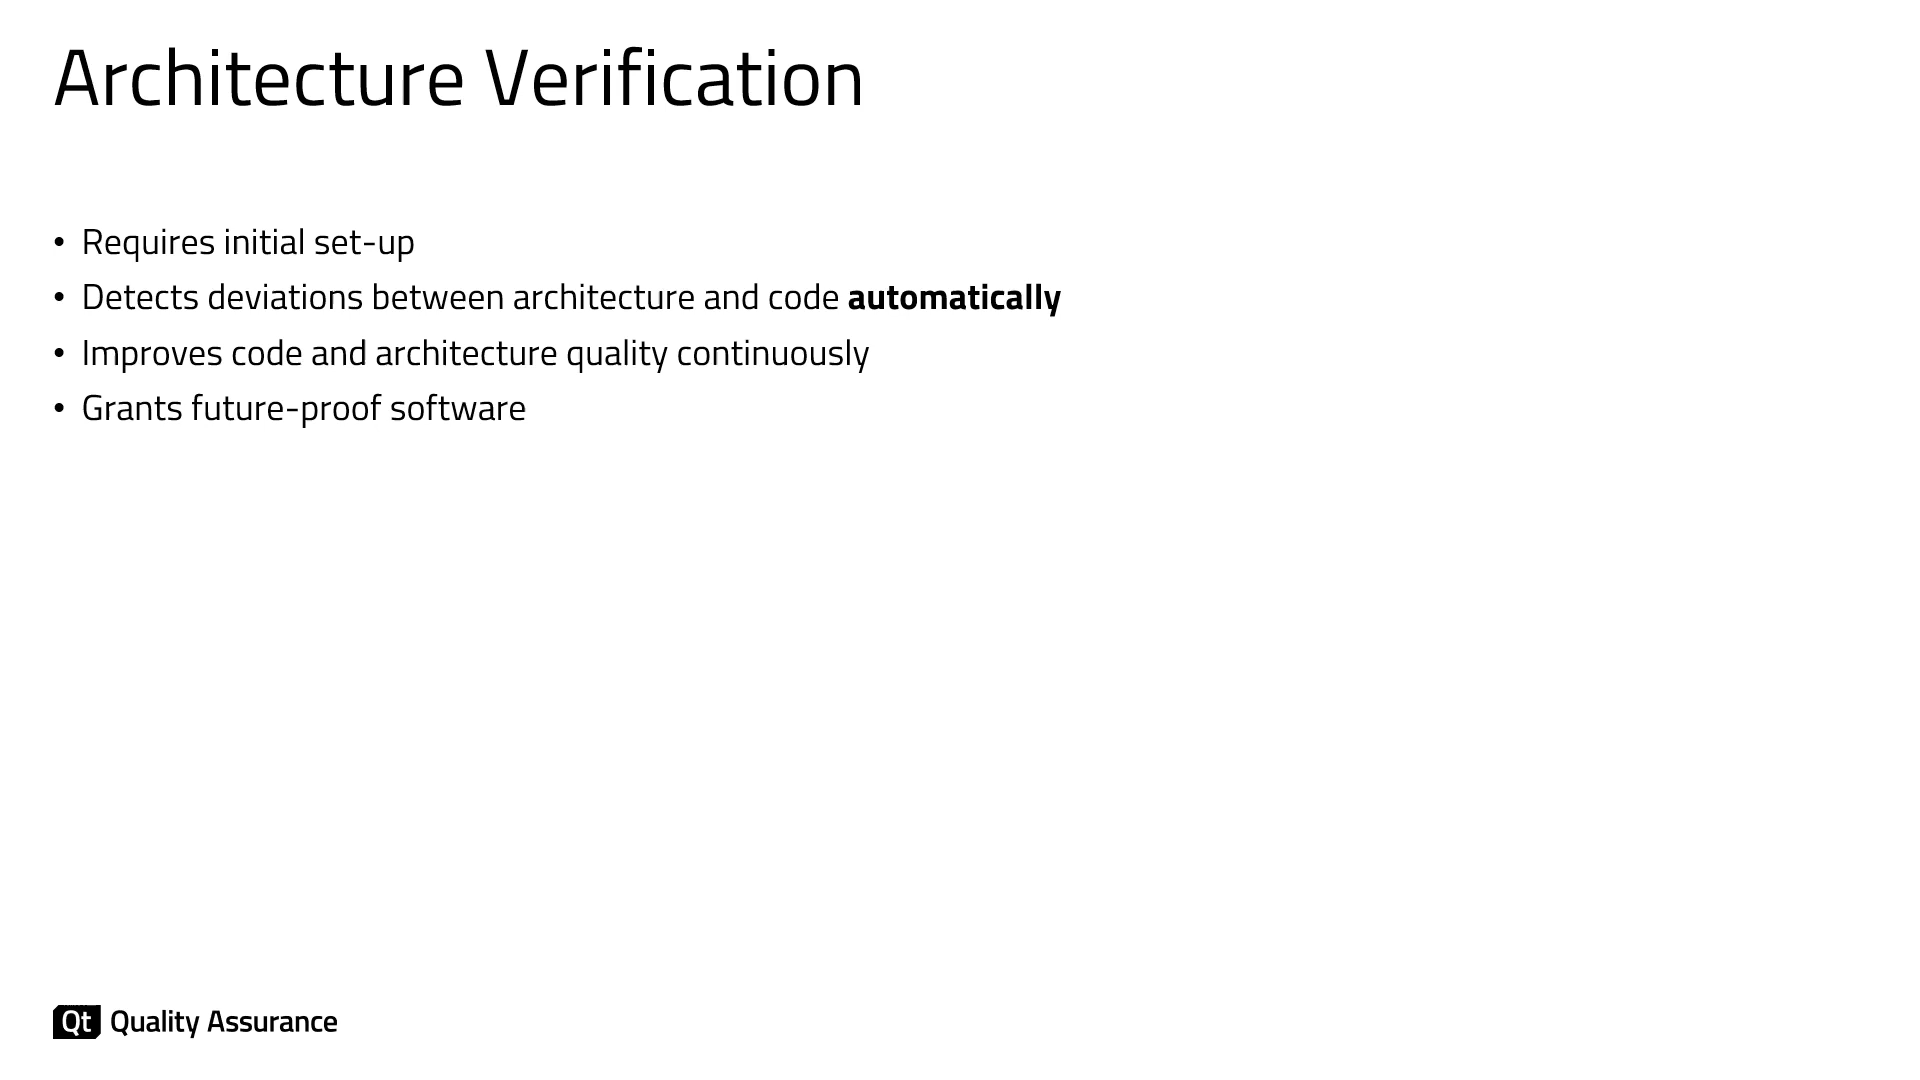 Architecture Verification
• Requires initial set-up
• Detects deviations between architecture and code automatically
• Improves code and architecture quality continuously
• Grants future-proof software
Qt Quality Assurance